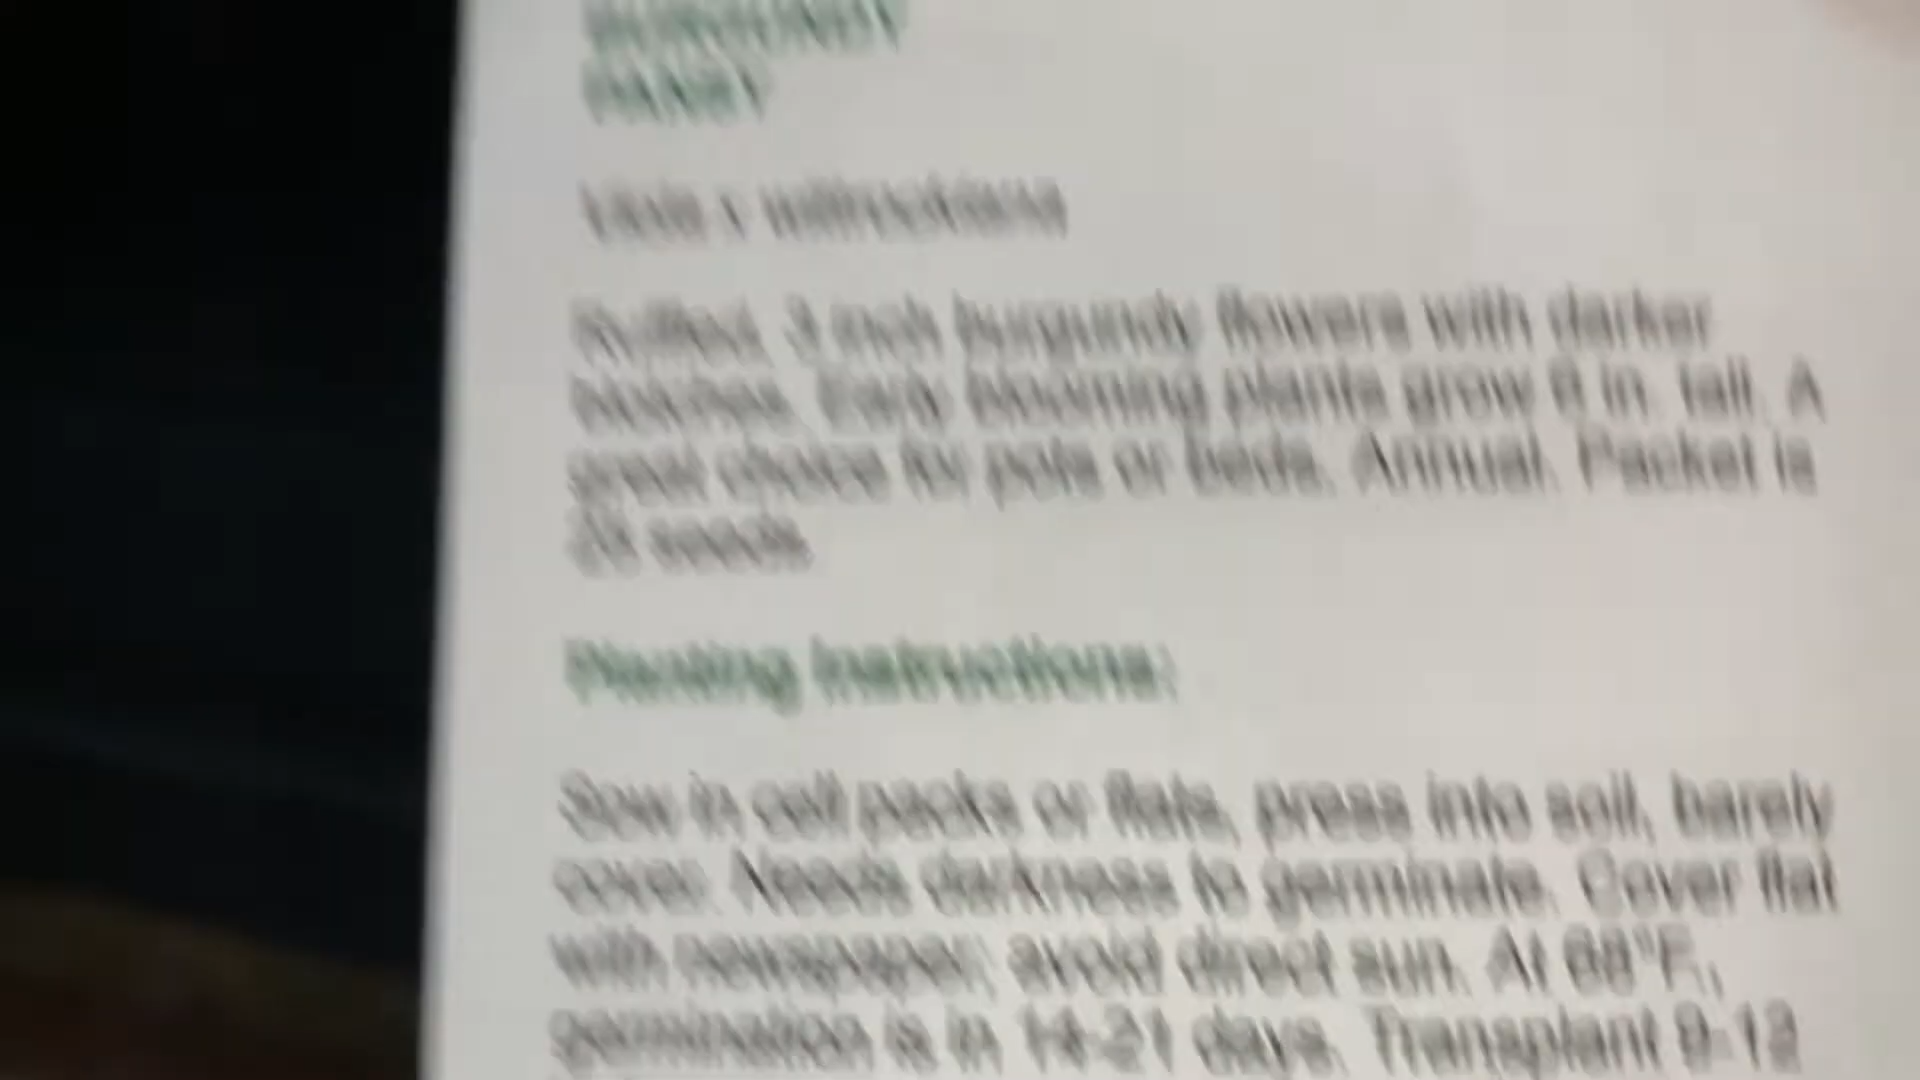 PANSY
Viola x wittrockiana
Ruffled, 3 inch burgundy flowers with darker
blotches. Early blooming plants grow 6 in. tall. A
great choice for pots or beds. Annual. Packet is
seeds.
Planting Instructions:
Sow in cell packs or flats, press into soil, barely
cover. Needs darkness to germinate. Cover flat
with newspaper; avoid direct sun. At 68°F.,
germination is in 14-21 days. Transplant 9-12